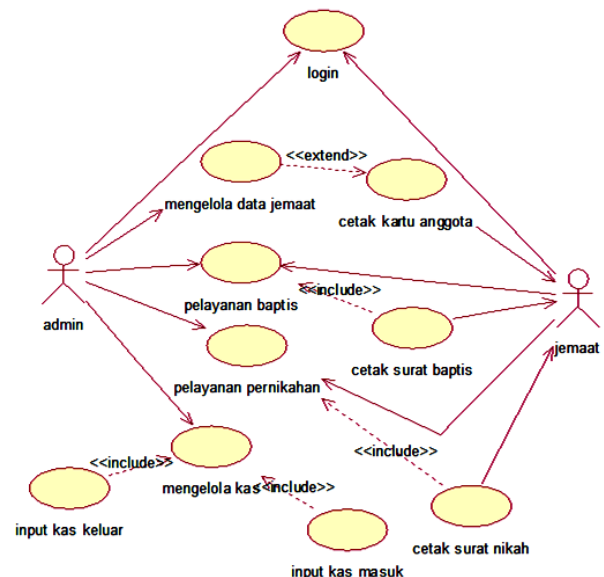 login
<<extend>>
mengelola data jemaat
cetak kartu anggota
pelayanan baptis
<<include>>
admin
jemaat
cetak surat baptis
pelayanan pernikahan
<<include>>
<<include>>
mengelola kas
<<include>>
input kas keluar
cetak surat nikah
input kas masuk